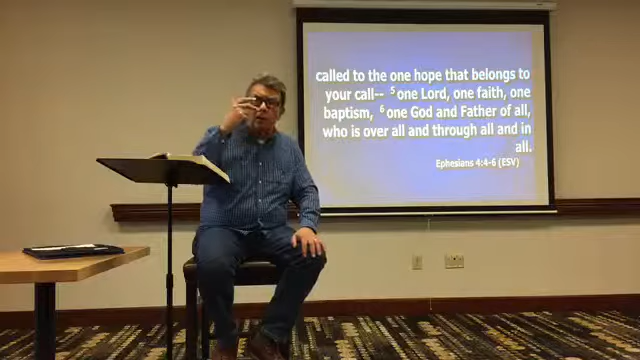 called to the one hope that belongs to
your call-- ⁵ one Lord, one faith, one
baptism, ⁶ one God and Father of all,
who is over all and through all and in
all.
Ephesians 4:4-6 (ESV)